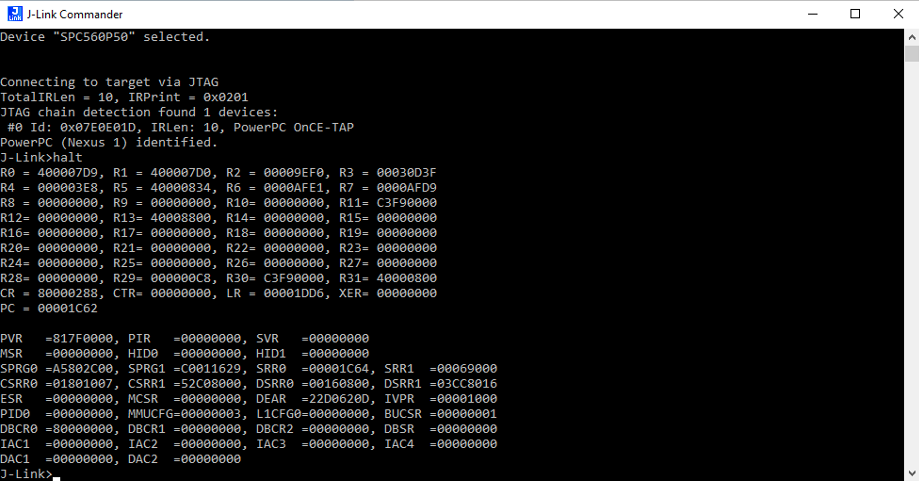 J-Link Commander
Device "SPC560P50" selected.
Connecting to target via JTAG
TotalIRLen = 10, IRPrint = 0x0201
JTAG chain detection found 1 devices:
 #0 Id: 0x07E0E01D, IRLen: 10, PowerPC OnCE-TAP
PowerPC (Nexus 1) identified.
J-Link>halt
R0 = 400007D9, R1 = 400007D0, R2 = 00009EF0, R3 = 00030D3F
R4 = 000003E8, R5 = 40000834, R6 = 0000AFE1, R7 = 0000AFD9
R8 = 00000000, R9 = 00000000, R10= 00000000, R11= C3F90000
R12= 00000000, R13= 40008800, R14= 00000000, R15= 00000000
R16= 00000000, R17= 00000000, R18= 00000000, R19= 00000000
R20= 00000000, R21= 00000000, R22= 00000000, R23= 00000000
R24= 00000000, R25= 00000000, R26= 00000000, R27= 00000000
R28= 00000000, R29= 000000C8, R30= C3F90000, R31= 40000800
CR = 80000288, CTR= 00000000, LR = 00001DD6, XER= 00000000
PC = 00001C62
PVR   =817F0000, PIR   =00000000, SVR   =00000000
MSR   =00000000, HID0  =00000000, HID1  =00000000
SPRG0 =A5802C00, SPRG1 =C0011629, SRR0  =00001C64, SRR1  =00069000
CSRR0 =01801007, CSRR1 =52C08000, DSRR0 =00160800, DSRR1 =03CC8016
ESR   =00000000, MCSR  =00000000, DEAR  =22D0620D, IVPR  =00001000
PID0  =00000000, MMUCFG=00000003, L1CFG0=00000000, BUCSR =00000001
DBCR0 =80000000, DBCR1 =00000000, DBCR2 =00000000, DBSR  =00000000
IAC1  =00000000, IAC2  =00000000, IAC3  =00000000, IAC4  =00000000
DAC1  =00000000, DAC2  =00000000
J-Link>